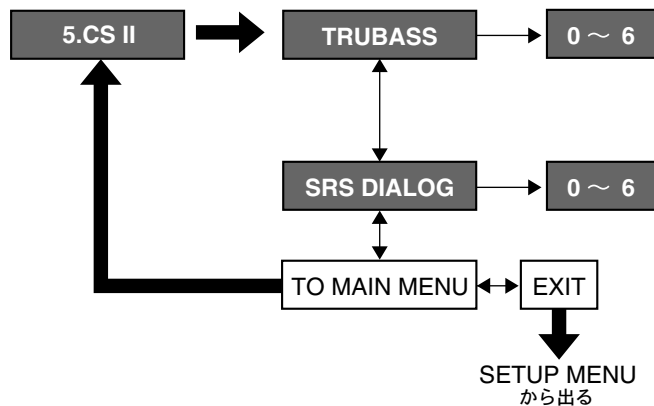 5.CS II
TRUBASS
0 ～ 6
SRS DIALOG
0 ～ 6
TO MAIN MENU
EXIT
SETUP MENU
から出る